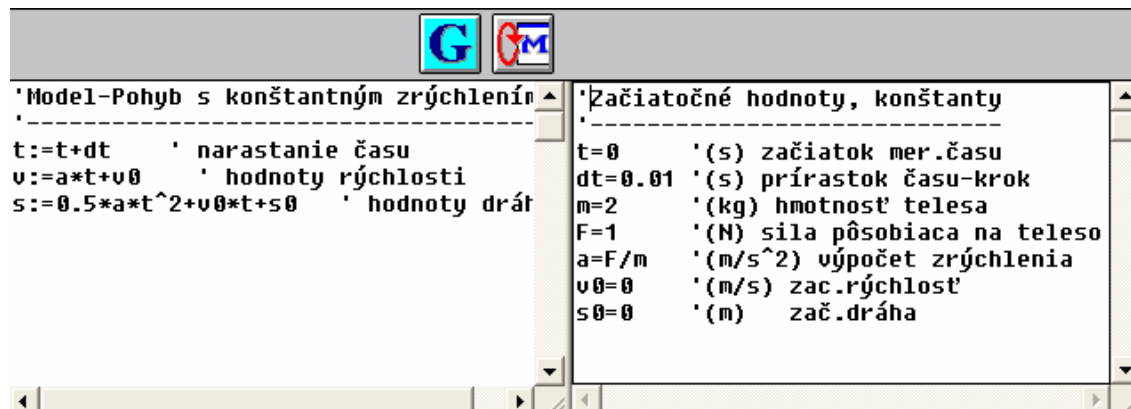 G M
'Model-Pohyb s konštantným zrýchlením
'-------------------------------------
t:=t+dt ' narastanie času
v:=a*t+v0 ' hodnoty rýchlosti
s:=0.5*a*t^2+v0*t+s0 ' hodnoty dráh
'Začiatočné hodnoty, konštanty
'------------------------------
t=0 '(s) začiatok mer.času
dt=0.01 '(s) prírastok času-krok
m=2 '(kg) hmotnosť telesa
F=1 '(N) sila pôsobiaca na teleso
a=F/m '(m/s^2) výpočet zrýchlenia
v0=0 '(m/s) zac.rýchlosť
s0=0 '(m) zač.dráha